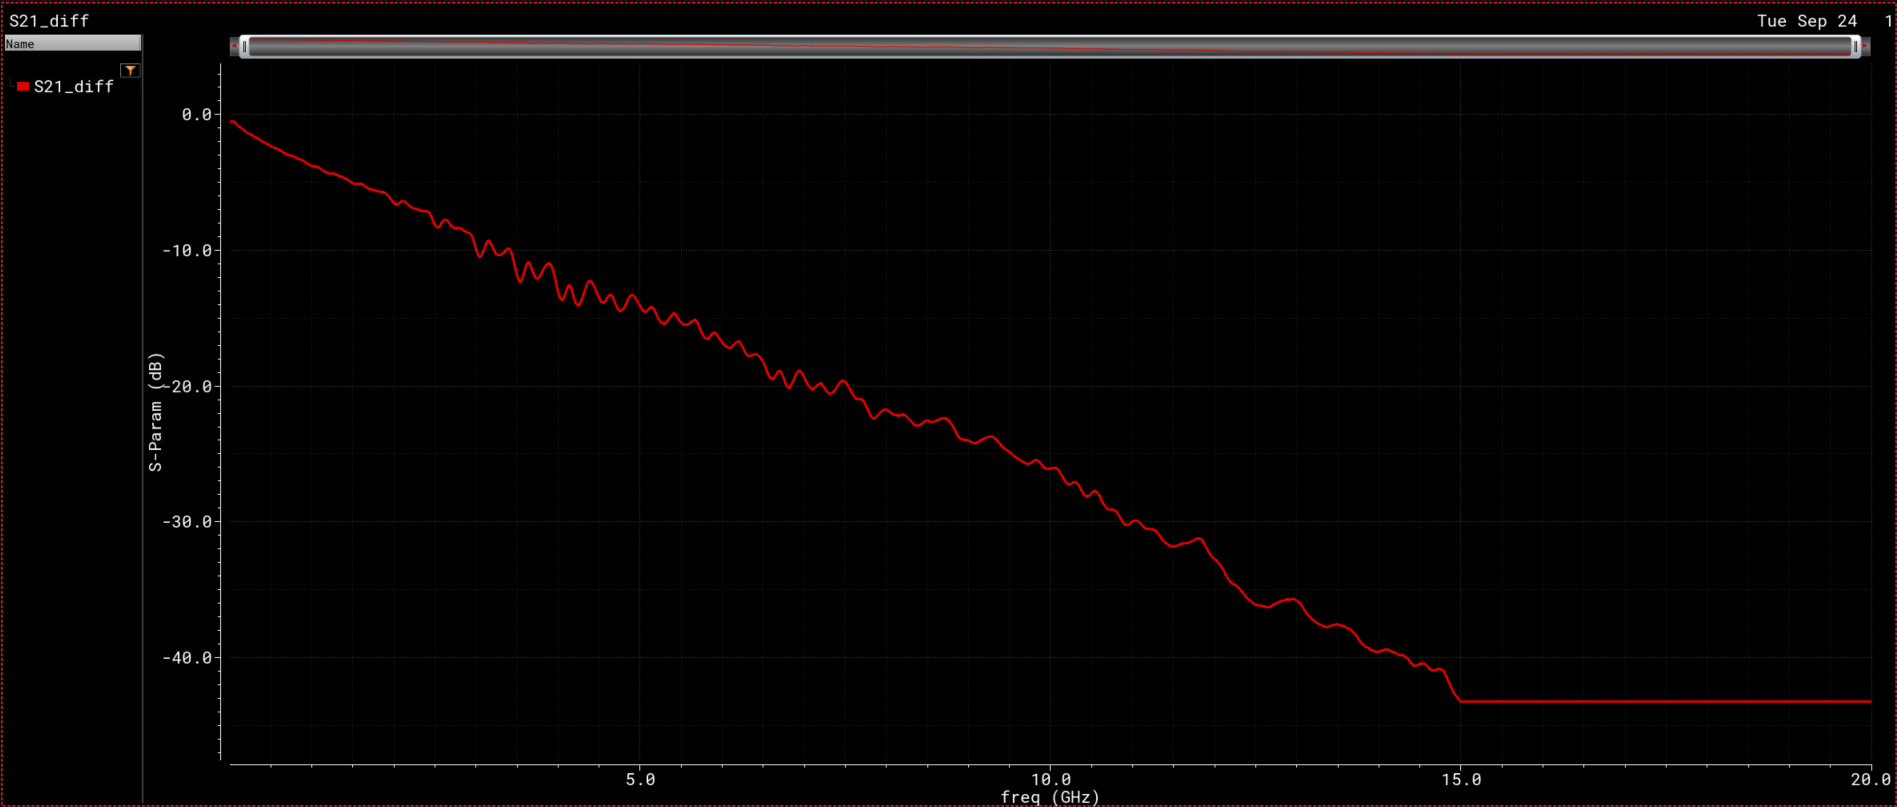 S21_diff
Tue Sep 24 1
Name
S21_diff
0.0
-10.0
-20.0
-30.0
-40.0
S-Param (dB)
5.0 10.0 15.0 20.0
freq (GHz)